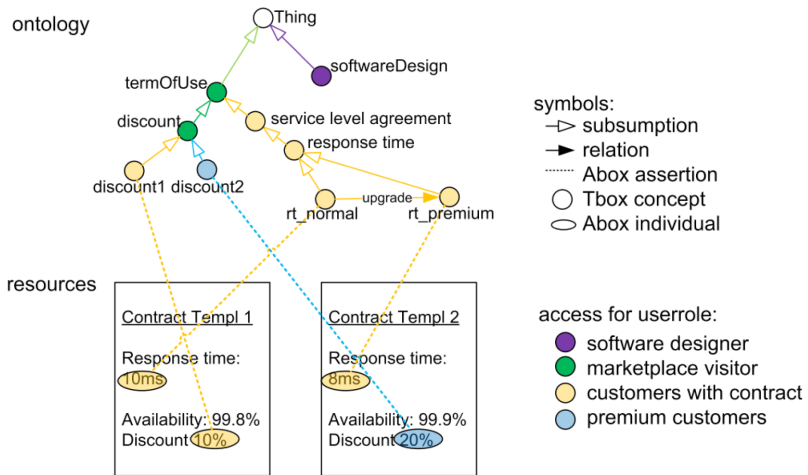 ontology
Thing
softwareDesign
termOfUse
discount
service level agreement
response time
discount1
discount2
rt_normal
upgrade
rt_premium
resources
Contract Templ 1
Response time:
10ms
Availability: 99.8%
Discount 10%
Contract Templ 2
Response time:
8ms
Availability: 99.9%
Discount 20%
symbols:
subsumption
relation
Abox assertion
Tbox concept
Abox individual
access for userrole:
software designer
marketplace visitor
customers with contract
premium customers